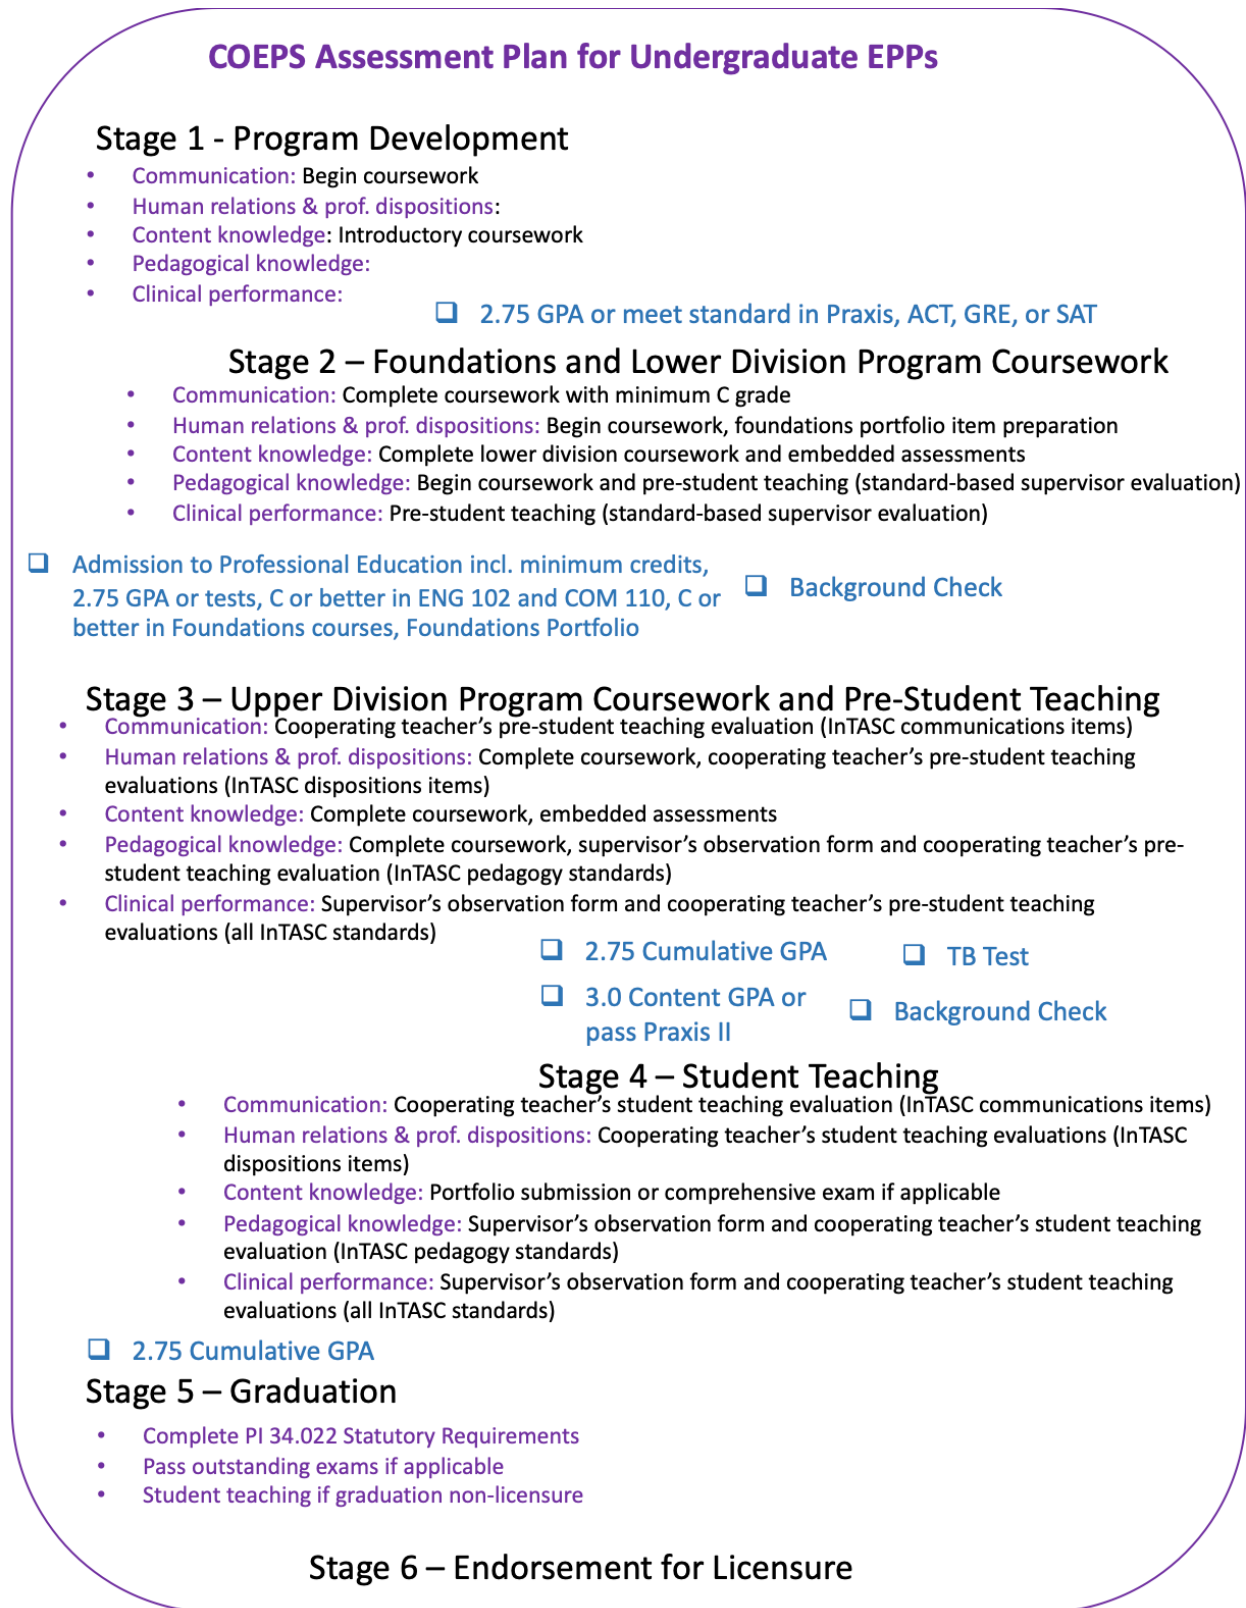 COEPS Assessment Plan for Undergraduate EPPs
Stage 1 - Program Development
• Communication: Begin coursework
• Human relations & prof. dispositions:
• Content knowledge: Introductory coursework
• Pedagogical knowledge:
• Clinical performance:
❑ 2.75 GPA or meet standard in Praxis, ACT, GRE, or SAT
Stage 2 – Foundations and Lower Division Program Coursework
• Communication: Complete coursework with minimum C grade
• Human relations & prof. dispositions: Begin coursework, foundations portfolio item preparation
• Content knowledge: Complete lower division coursework and embedded assessments
• Pedagogical knowledge: Begin coursework and pre-student teaching (standard-based supervisor evaluation)
• Clinical performance: Pre-student teaching (standard-based supervisor evaluation)
❑ Admission to Professional Education incl. minimum credits,
2.75 GPA or tests, C or better in ENG 102 and COM 110, C or
better in Foundations courses, Foundations Portfolio
❑ Background Check
Stage 3 – Upper Division Program Coursework and Pre-Student Teaching
• Communication: Cooperating teacher’s pre-student teaching evaluation (InTASC communications items)
• Human relations & prof. dispositions: Complete coursework, cooperating teacher’s pre-student teaching
evaluations (InTASC dispositions items)
• Content knowledge: Complete coursework, embedded assessments
• Pedagogical knowledge: Complete coursework, supervisor’s observation form and cooperating teacher’s pre-
student teaching evaluation (InTASC pedagogy standards)
• Clinical performance: Supervisor’s observation form and cooperating teacher’s pre-student teaching
evaluations (all InTASC standards)
❑ 2.75 Cumulative GPA
❑ TB Test
❑ 3.0 Content GPA or
pass Praxis II
❑ Background Check
Stage 4 – Student Teaching
• Communication: Cooperating teacher’s student teaching evaluation (InTASC communications items)
• Human relations & prof. dispositions: Cooperating teacher’s student teaching evaluations (InTASC
dispositions items)
• Content knowledge: Portfolio submission or comprehensive exam if applicable
• Pedagogical knowledge: Supervisor’s observation form and cooperating teacher’s student teaching
evaluation (InTASC pedagogy standards)
• Clinical performance: Supervisor’s observation form and cooperating teacher’s student teaching
evaluations (all InTASC standards)
❑ 2.75 Cumulative GPA
Stage 5 – Graduation
• Complete PI 34.022 Statutory Requirements
• Pass outstanding exams if applicable
• Student teaching if graduation non-licensure
Stage 6 – Endorsement for Licensure